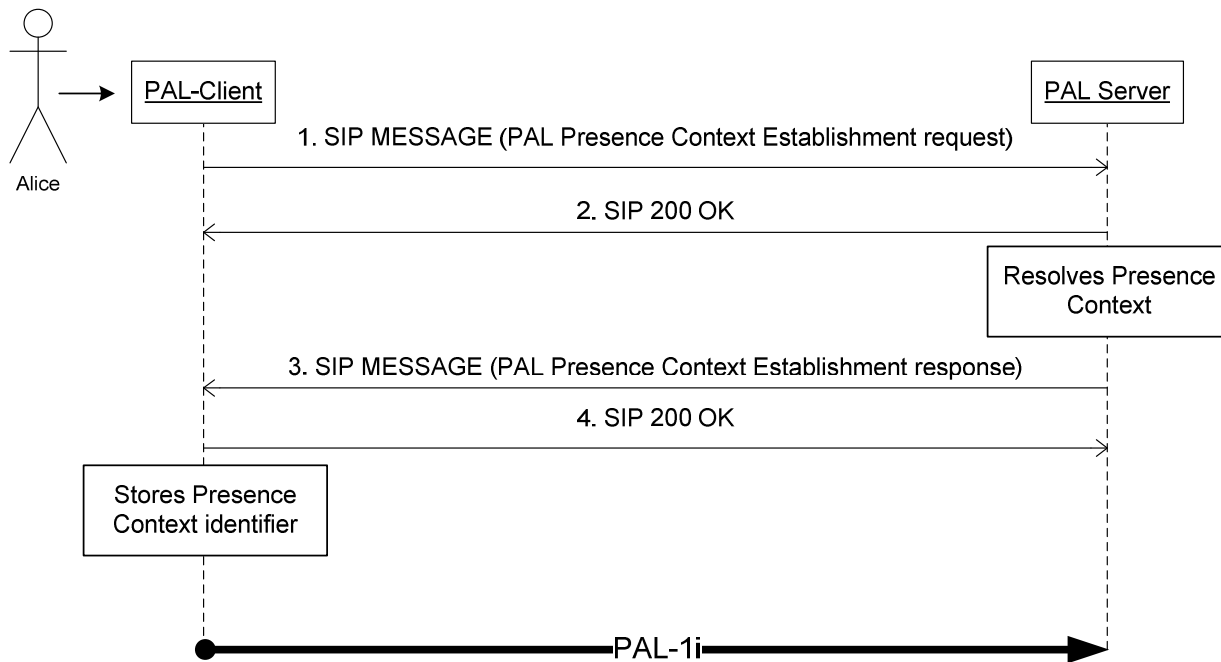 PAL-Client
PAL Server
1. SIP MESSAGE (PAL Presence Context Establishment request)
Alice
2. SIP 200 OK
Resolves Presence
Context
3. SIP MESSAGE (PAL Presence Context Establishment response)
4. SIP 200 OK
Stores Presence
Context identifier
PAL-1i